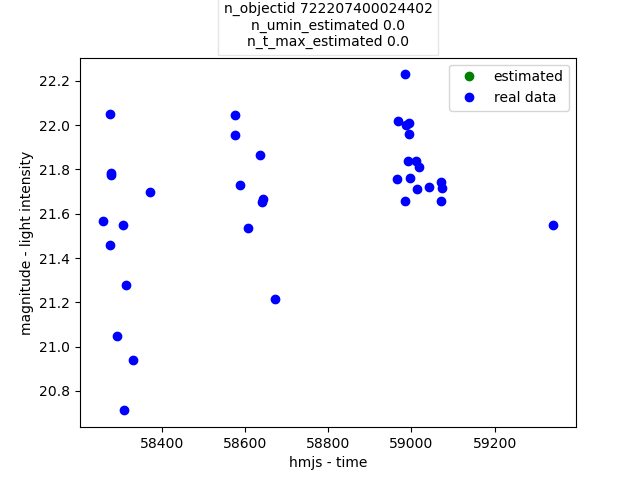 n_objectid 722207400024402
n_umin_estimated 0.0
n_t_max_estimated 0.0
estimated
real data
22.2
22.0
21.8
21.6
21.4
21.2
21.0
20.8
magnitude - light intensity
58400
58600
58800
59000
59200
hmjs - time